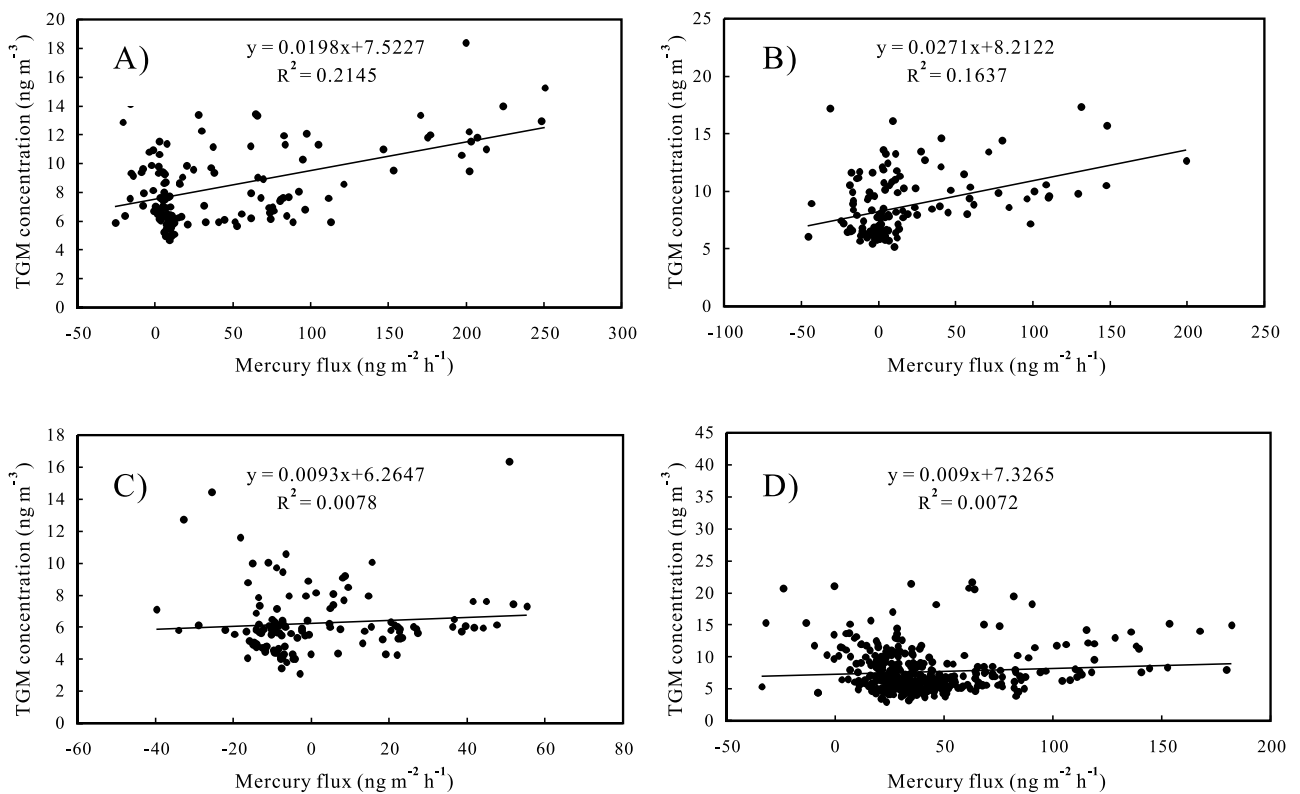 A)
y = 0.0198x+7.5227
R² = 0.2145
TGM concentration (ng m⁻³)
20
18
16
14
12
10
8
6
4
2
0
-50 0 50 100 150 200 250 300
Mercury flux (ng m⁻² h⁻¹)
B)
y = 0.0271x+8.2122
R² = 0.1637
TGM concentration (ng m⁻³)
25
20
15
10
5
0
-100 -50 0 50 100 150 200 250
Mercury flux (ng m⁻² h⁻¹)
C)
y = 0.0093x+6.2647
R² = 0.0078
TGM concentration (ng m⁻³)
18
16
14
12
10
8
6
4
2
0
-60 -40 -20 0 20 40 60 80
Mercury flux (ng m⁻² h⁻¹)
D)
y = 0.009x+7.3265
R² = 0.0072
TGM concentration (ng m⁻³)
45
40
35
30
25
20
15
10
5
0
-50 0 50 100 150 200
Mercury flux (ng m⁻² h⁻¹)